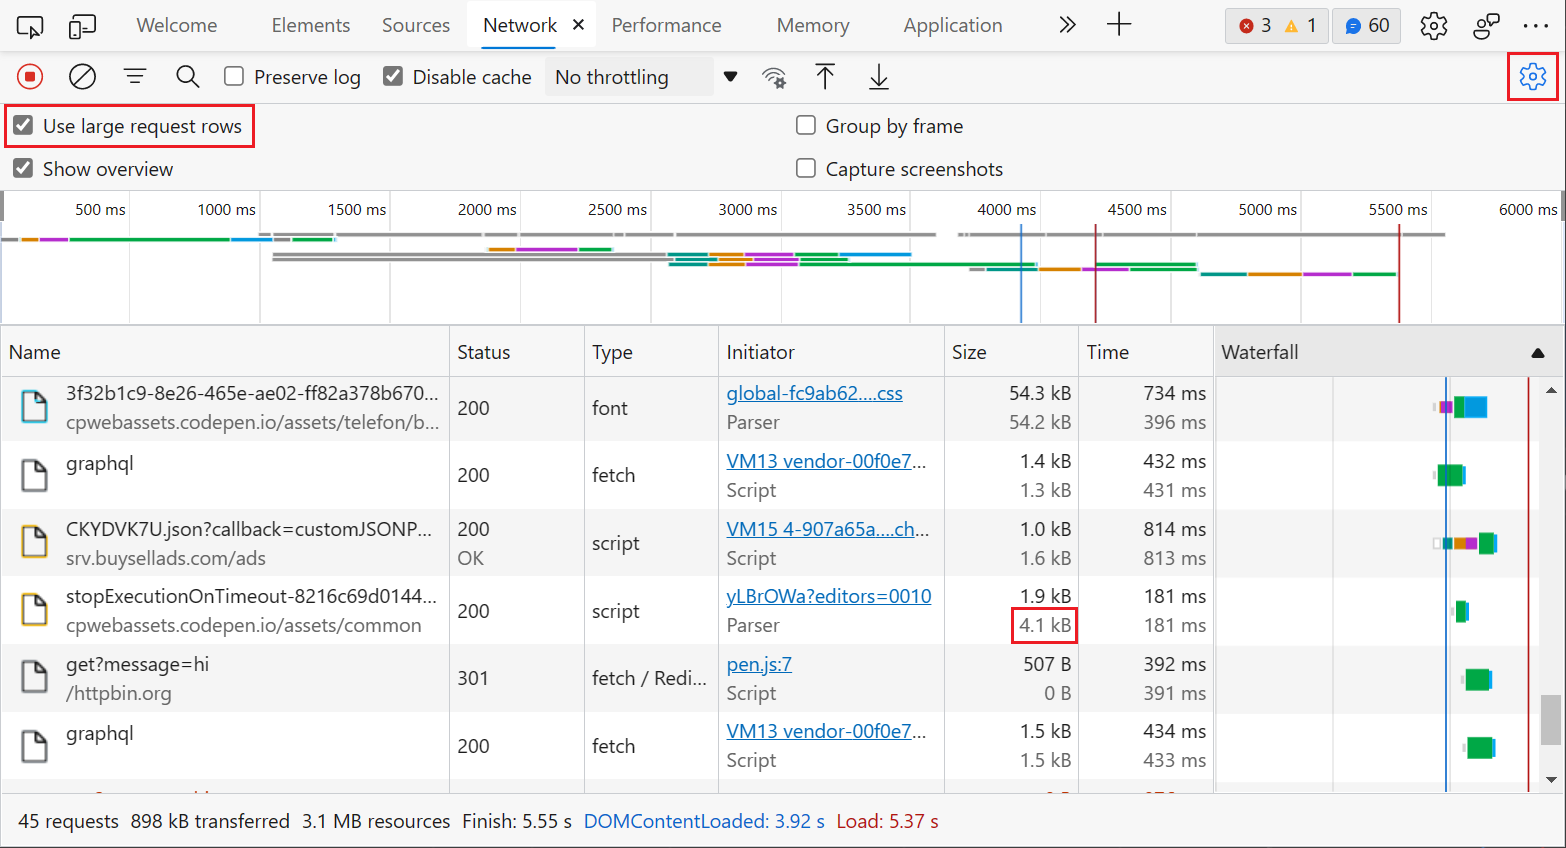 Welcome Elements Sources Network × Performance Memory Application 3 1 60
Preserve log Disable cache No throttling
Use large request rows Group by frame
Show overview Capture screenshots
500 ms 1000 ms 1500 ms 2000 ms 2500 ms 3000 ms 3500 ms 4000 ms 4500 ms 5000 ms 5500 ms 6000 ms
Name Status Type Initiator Size Time Waterfall
3f32b1c9-8e26-465e-ae02-ff82a378b670... 200 font global-fc9ab62....css 54.3 kB 734 ms
cpwebassets.codepen.io/assets/telefon/b... Parser 54.2 kB 396 ms
graphql 200 fetch VM13 vendor-00f0e7... 1.4 kB 432 ms
Script 1.3 kB 431 ms
CKYDVK7U.json?callback=customJSONP... 200 script VM15 4-907a65a....ch... 1.0 kB 814 ms
srv.buysellads.com/ads OK Script 1.6 kB 813 ms
stopExecutionOnTimeout-8216c69d0144... 200 script yLBrOWa?editors=0010 1.9 kB 181 ms
cpwebassets.codepen.io/assets/common Parser 4.1 kB 181 ms
get?message=hi 301 fetch / Redi... pen.js:7 507 B 392 ms
/httpbin.org Script 0 B 391 ms
graphql 200 fetch VM13 vendor-00f0e7... 1.5 kB 434 ms
Script 1.5 kB 433 ms
45 requests 898 kB transferred 3.1 MB resources Finish: 5.55 s DOMContentLoaded: 3.92 s Load: 5.37 s